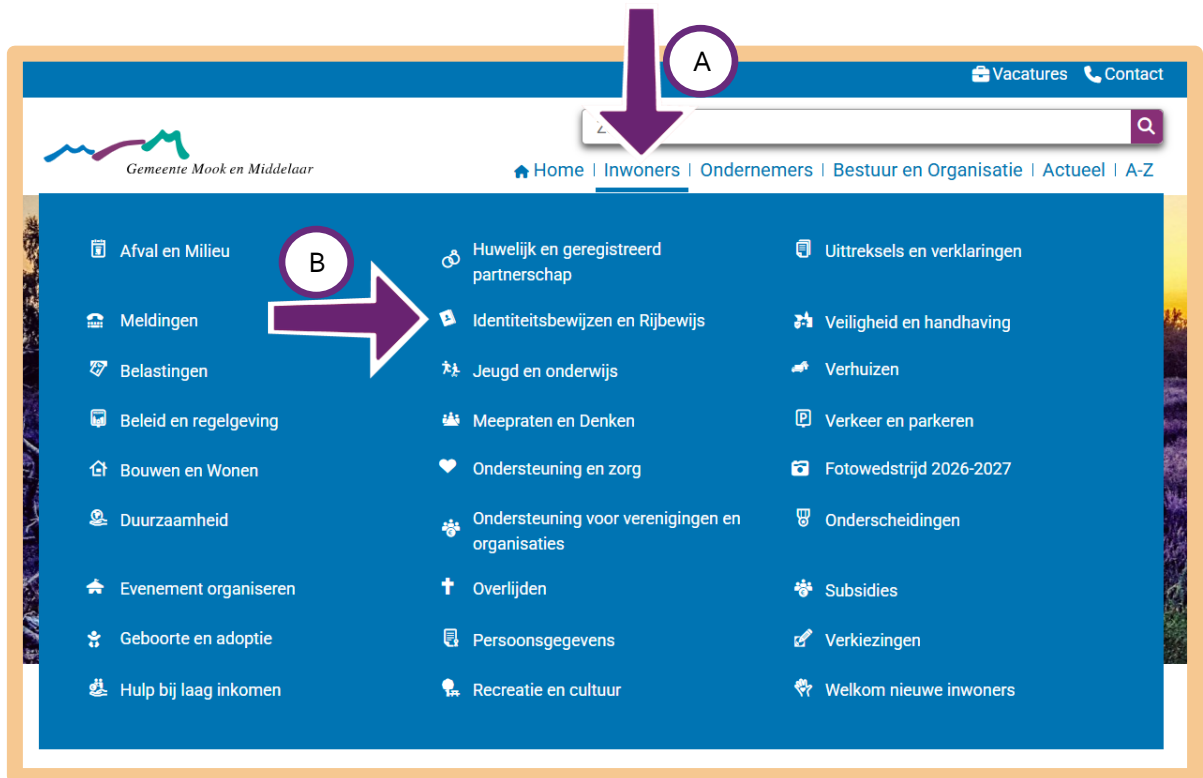 A
Vacatures Contact
Gemeente Mook en Middelaar
Home | Inwoners | Ondernemers | Bestuur en Organisatie | Actueel | A-Z
B
Afval en Milieu
Meldingen
Belastingen
Beleid en regelgeving
Bouwen en Wonen
Duurzaamheid
Evenement organiseren
Geboorte en adoptie
Hulp bij laag inkomen
Huwelijk en geregistreerd
partnerschap
Identiteitsbewijzen en Rijbewijs
Jeugd en onderwijs
Meepraten en Denken
Ondersteuning en zorg
Ondersteuning voor verenigingen en
organisaties
Overlijden
Persoonsgegevens
Recreatie en cultuur
Uittreksels en verklaringen
Veiligheid en handhaving
Verhuizen
Verkeer en parkeren
Fotowedstrijd 2026-2027
Onderscheidingen
Subsidies
Verkiezingen
Welkom nieuwe inwoners